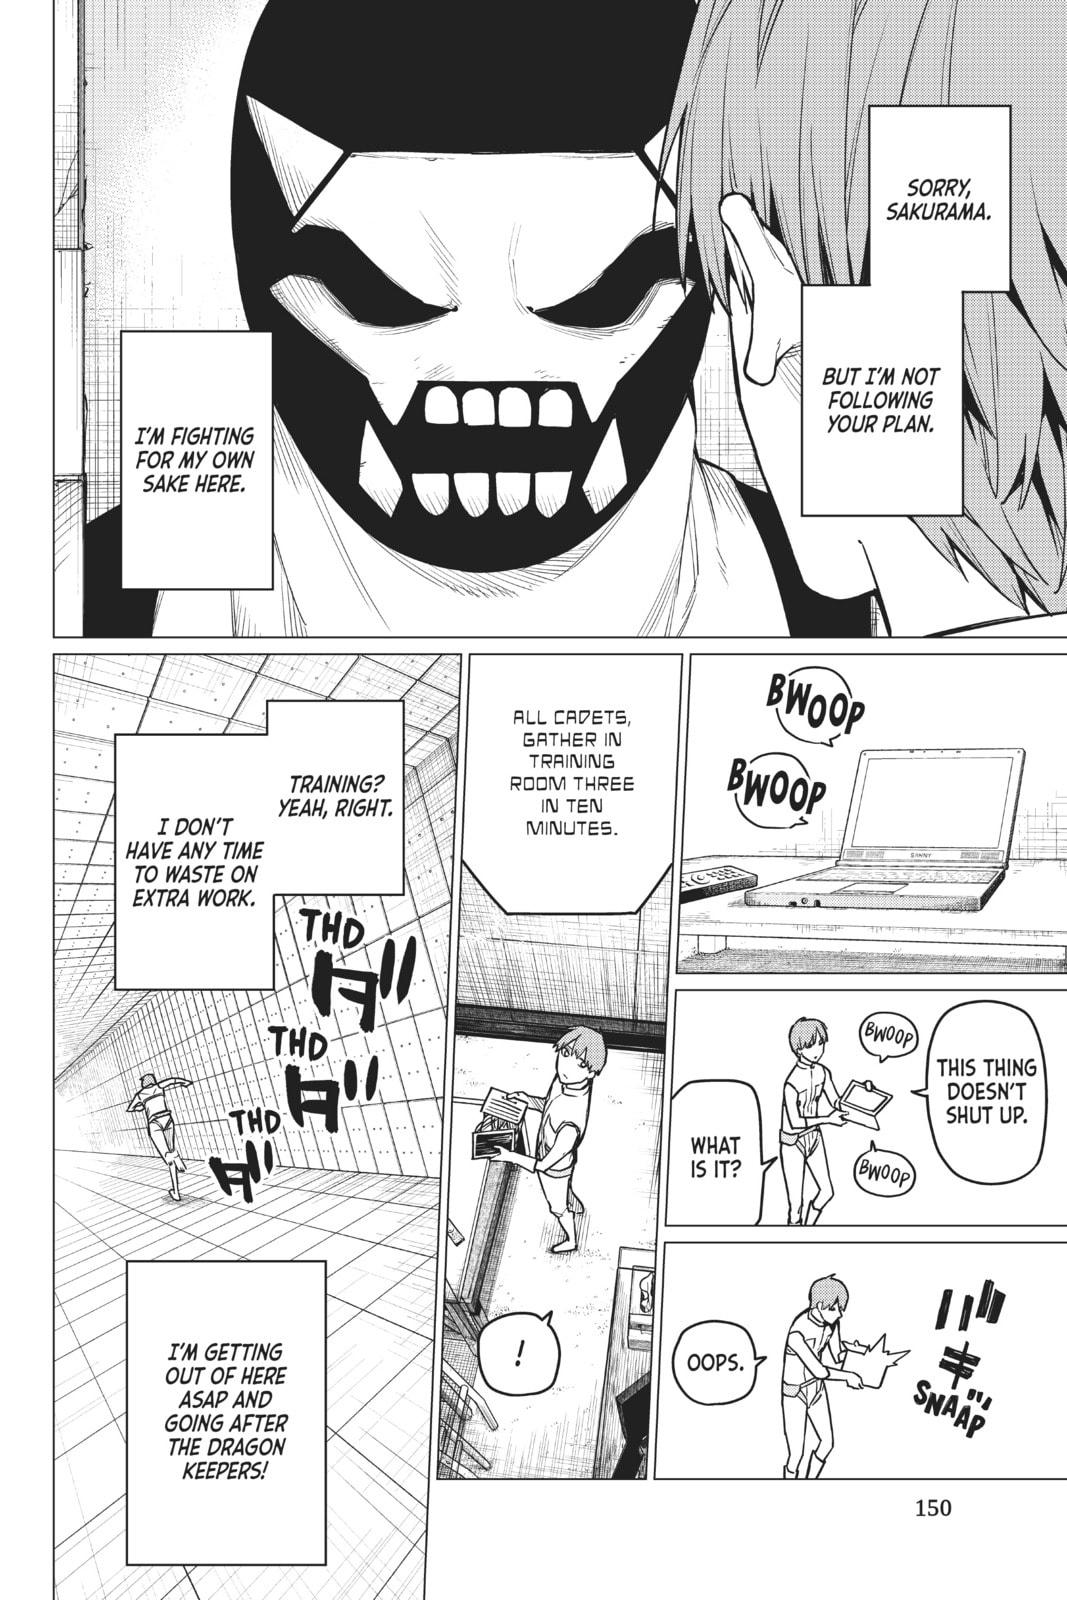 SORRY,
SAKURAMA.
BUT I'M NOT
FOLLOWING
YOUR PLAN.
I'M FIGHTING
FOR MY OWN
SAKE HERE.
BWOOP
BWOOP
SANNY
THIS THING
DOESN'T
SHUT UP.
BWOOP
BWOOP
WHAT
IS IT?
バキッ
SNAAP
OOPS.
ALL CADETS,
GATHER IN
TRAINING
ROOM THREE
IN TEN
MINUTES.
!
TRAINING?
YEAH, RIGHT.
I DON'T
HAVE ANY TIME
TO WASTE ON
EXTRA WORK.
THD
ダ"
THD
ダ"
THD
ダ"
I'M GETTING
OUT OF HERE
ASAP AND
GOING AFTER
THE DRAGON
KEEPERS!
150